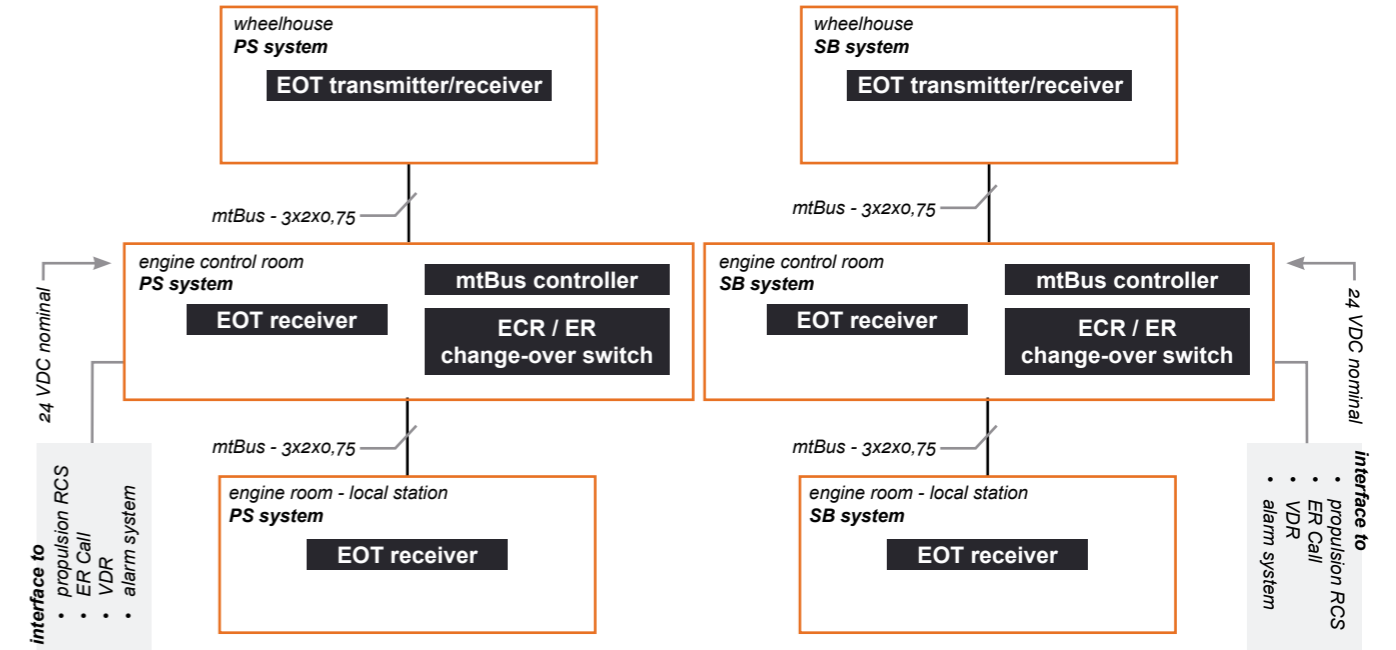 wheelhouse
PS system
EOT transmitter/receiver
wheelhouse
SB system
EOT transmitter/receiver
mtBus - 3x2x0,75
mtBus - 3x2x0,75
24 VDC nominal
engine control room
PS system
EOT receiver
mtBus controller
ECR / ER
change-over switch
engine control room
SB system
EOT receiver
mtBus controller
ECR / ER
change-over switch
24 VDC nominal
mtBus - 3x2x0,75
mtBus - 3x2x0,75
interface to
• propulsion RCS
• ER Call
• VDR
• alarm system
engine room - local station
PS system
EOT receiver
engine room - local station
SB system
EOT receiver
interface to
• propulsion RCS
• ER Call
• VDR
• alarm system